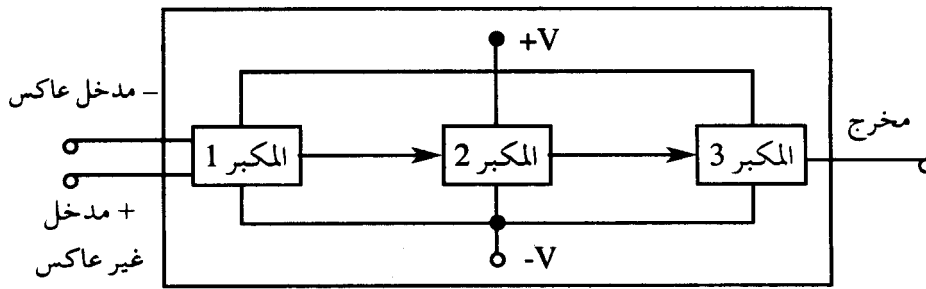 +V
– مدخل عاكس
مخرج
المكبر 1
المكبر 2
المكبر 3
+ مدخل
غير عاكس
-V